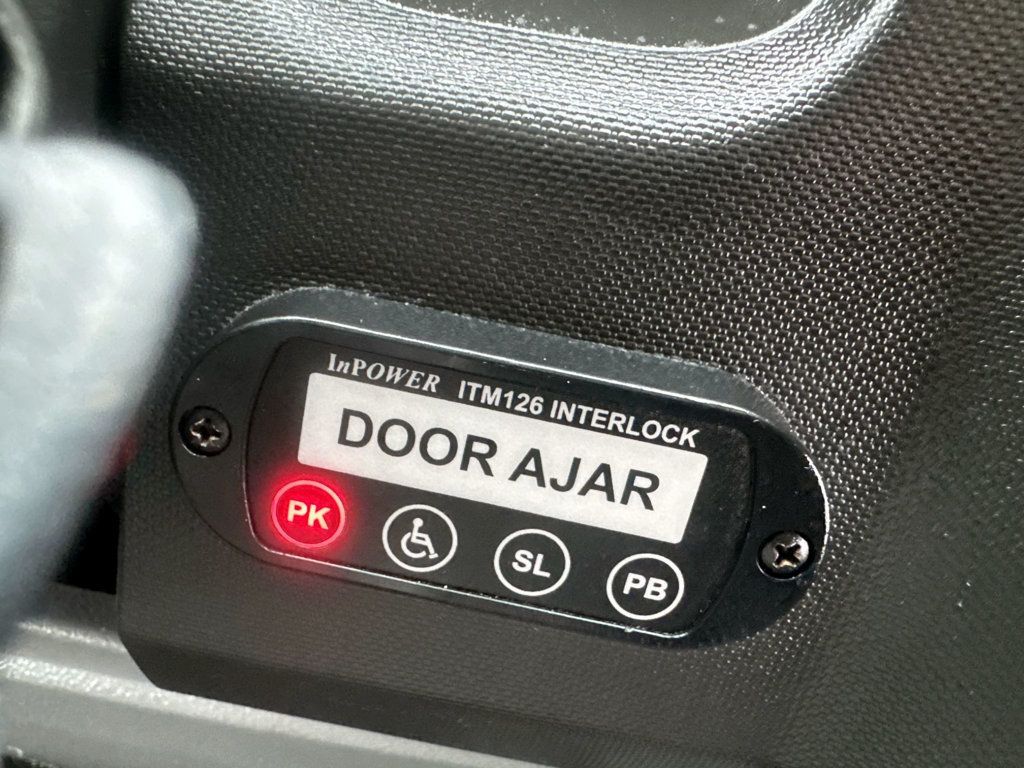 InPOWER ITM126 INTERLOCK
DOOR AJAR
PK SL PB